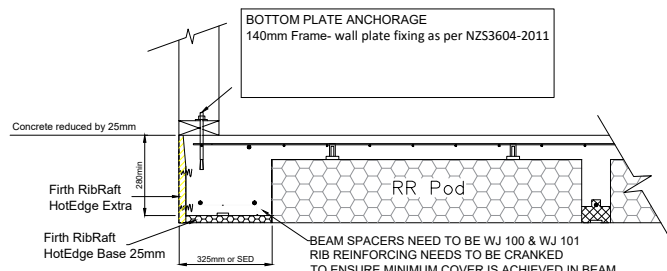 BOTTOM PLATE ANCHORAGE
140mm Frame- wall plate fixing as per NZS3604-2011
Concrete reduced by 25mm
280min
RR Pod
Firth RibRaft
HotEdge Extra
Firth RibRaft
HotEdge Base 25mm
325mm or SED
BEAM SPACERS NEED TO BE WJ 100 & WJ 101
RIB REINFORCING NEEDS TO BE CRANKED
TO ENSURE MINIMUM COVER IS ACHIEVED IN BEAM